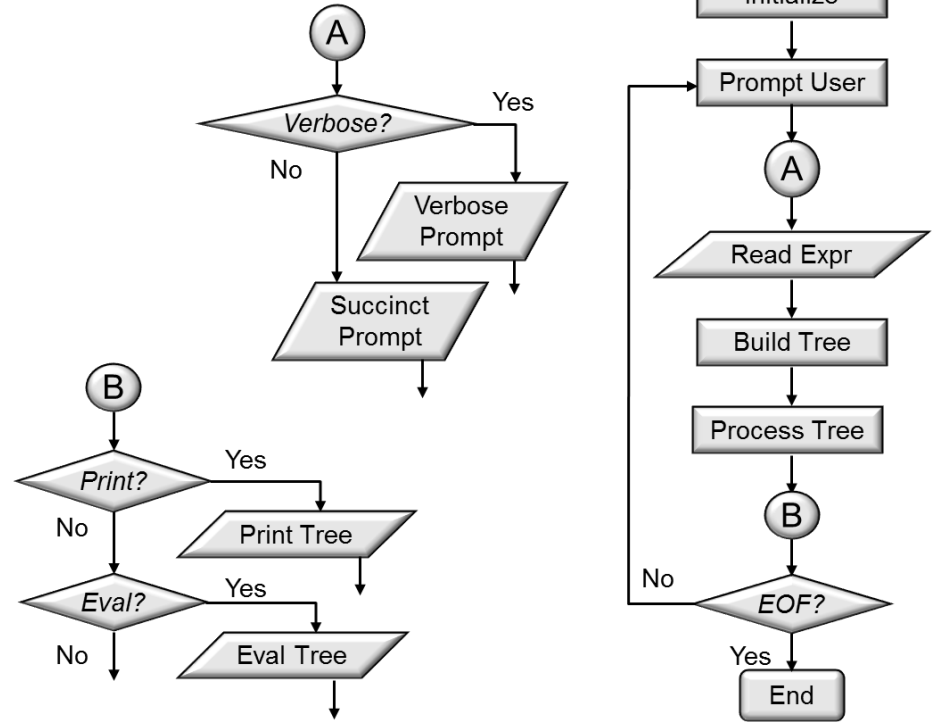 A
Verbose?
Yes
No
Verbose
Prompt
Succinct
Prompt
B
Print?
Yes
No
Print Tree
Eval?
Yes
No
Eval Tree
Initialize
Prompt User
A
Read Expr
Build Tree
Process Tree
B
No
EOF?
Yes
End